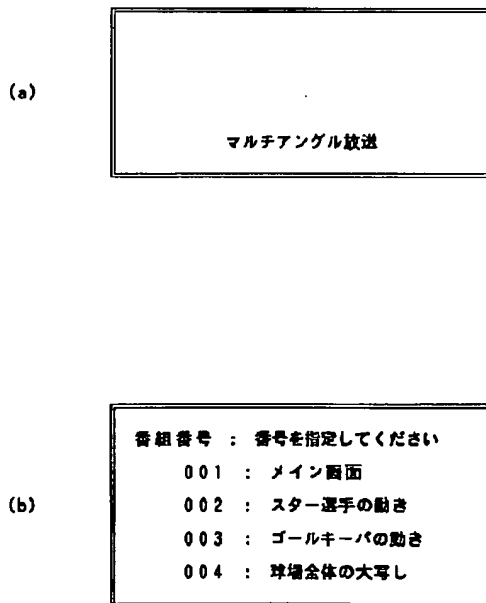 (a)
マルチアングル放送
番組番号 : 番号を指定してください
001 : メイン画面
(b)
002 : スター選手の動き
003 : ゴールキーパの動き
004 : 球場全体の大写し